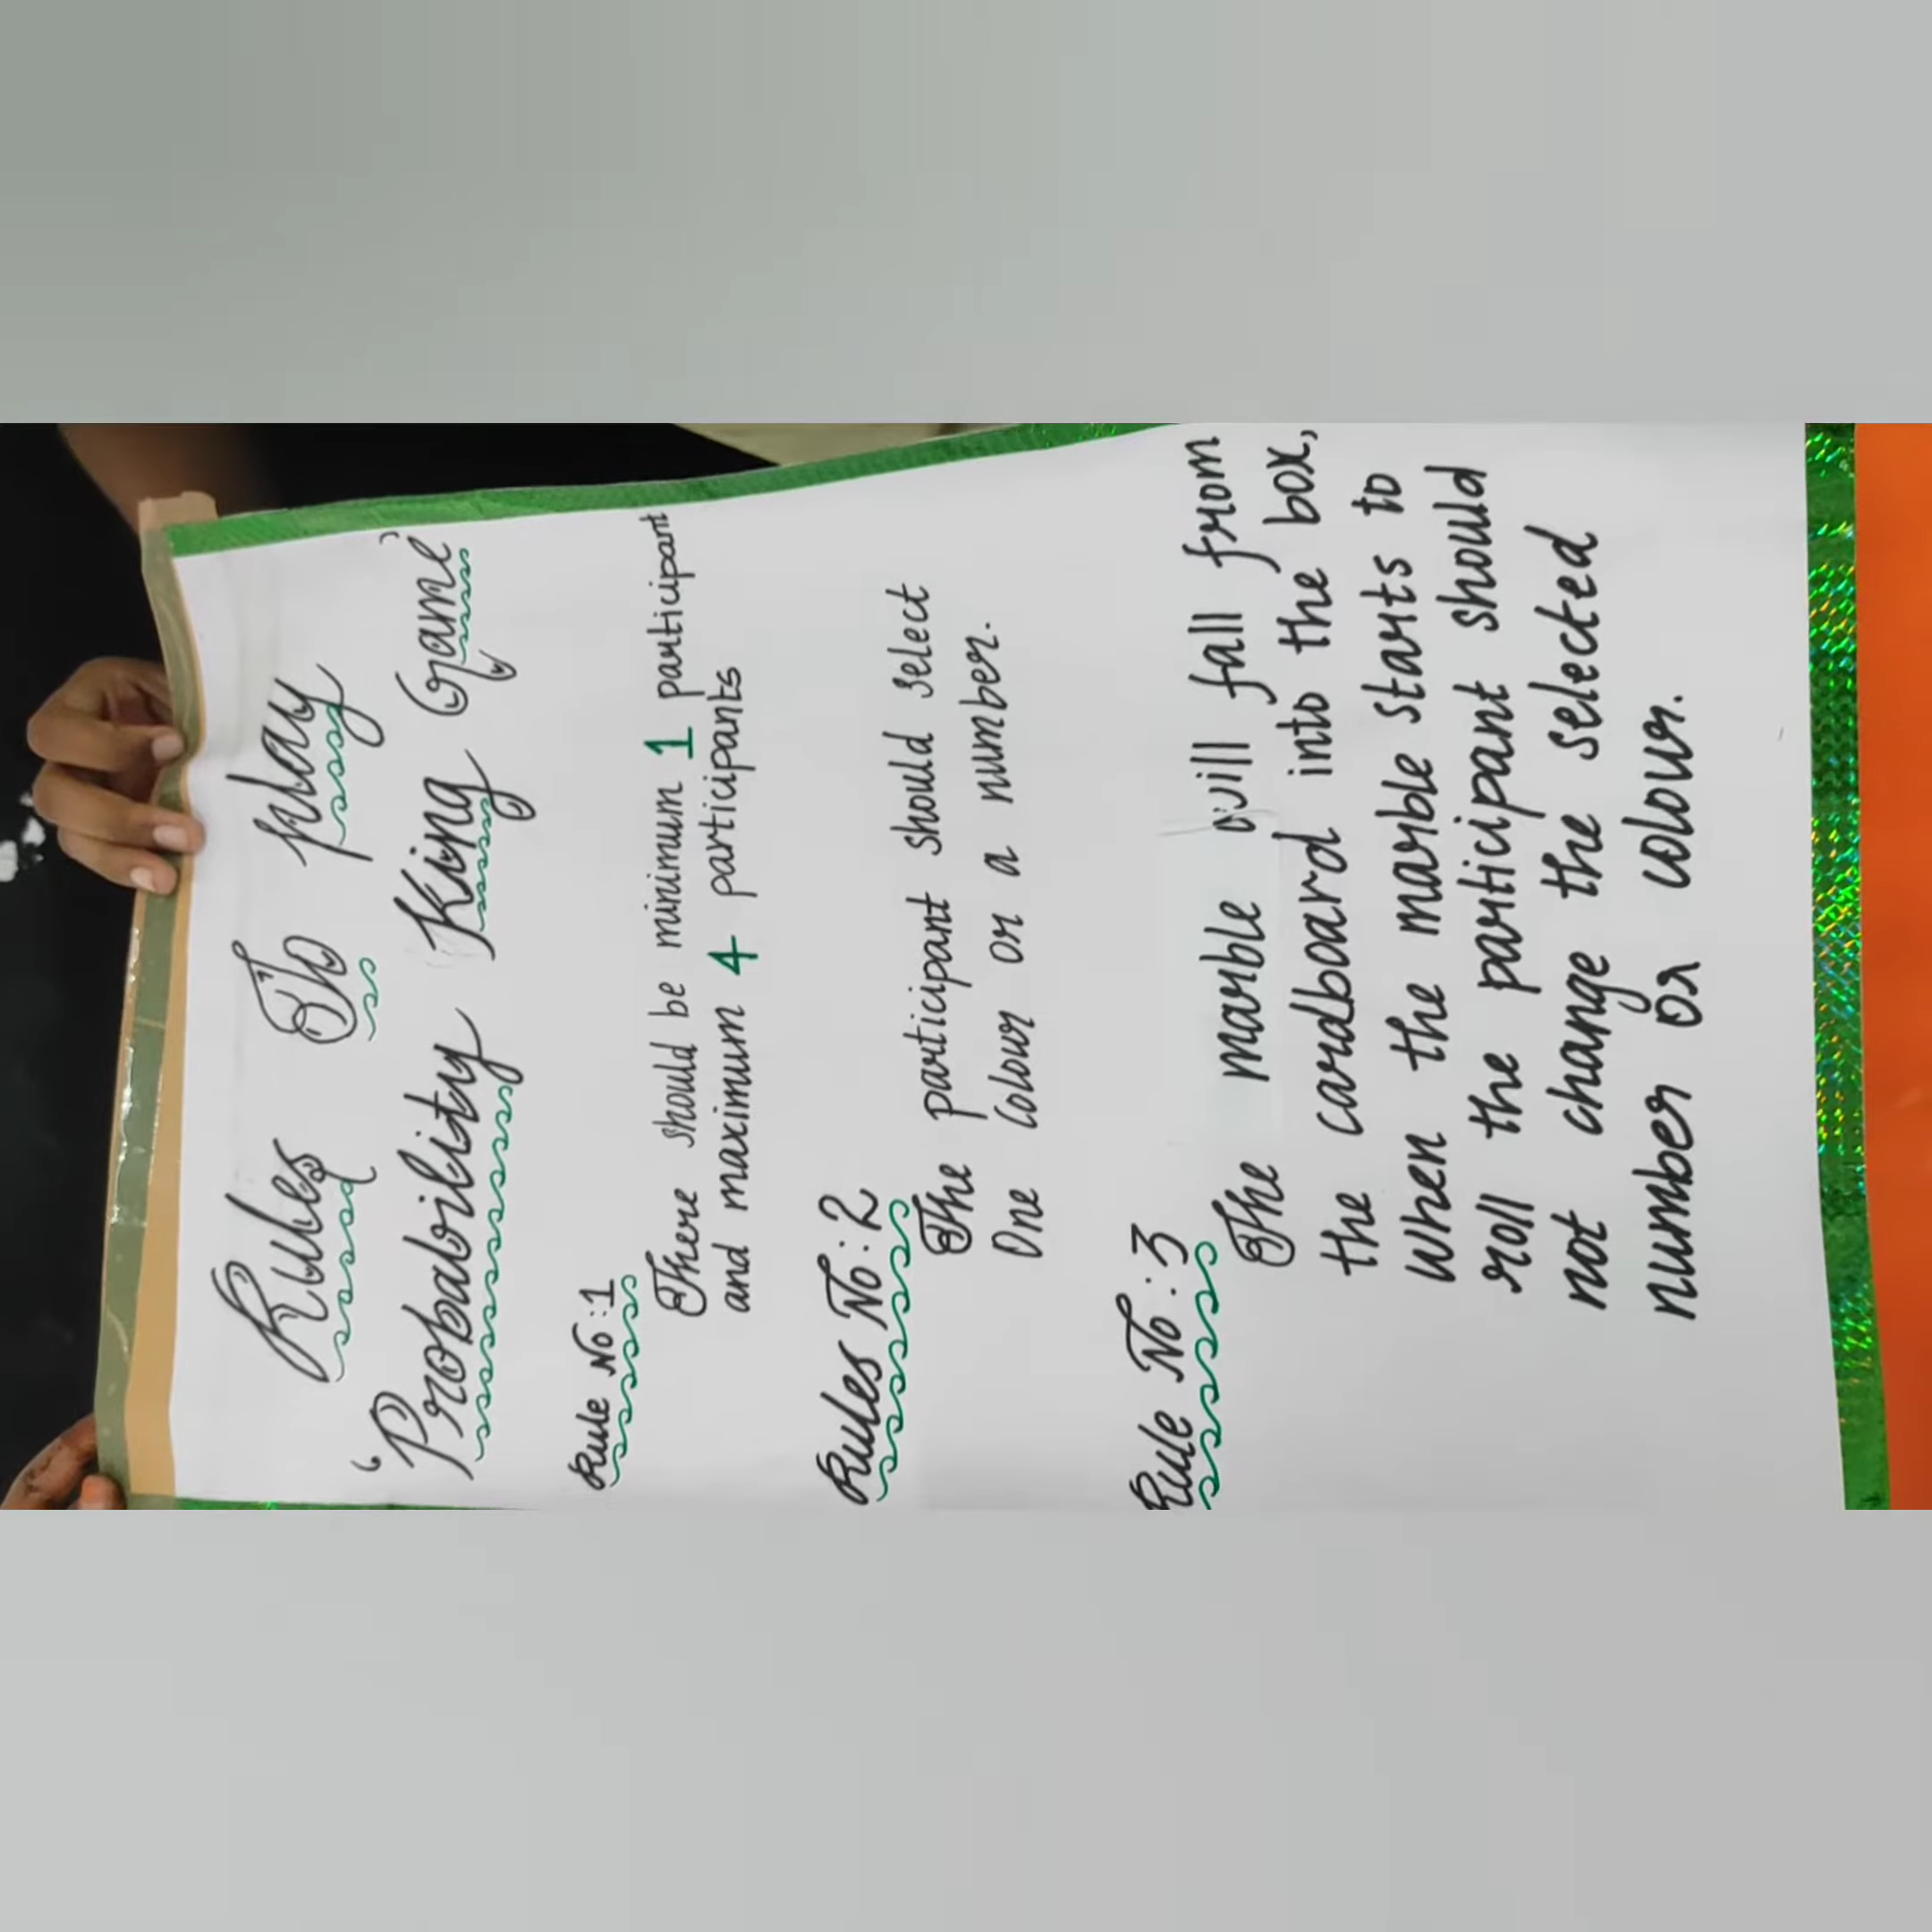 Rules To play
'Probability King Game'
Rule No:1
There should be minimum 1 participant
and maximum 4 participants
Rules No:2
The participant should select
One Colour or a number.
Rule No:3
The marble will fall from
the cardboard into the box,
when the marble starts to
roll the participant should
not change the selected
number or colour.